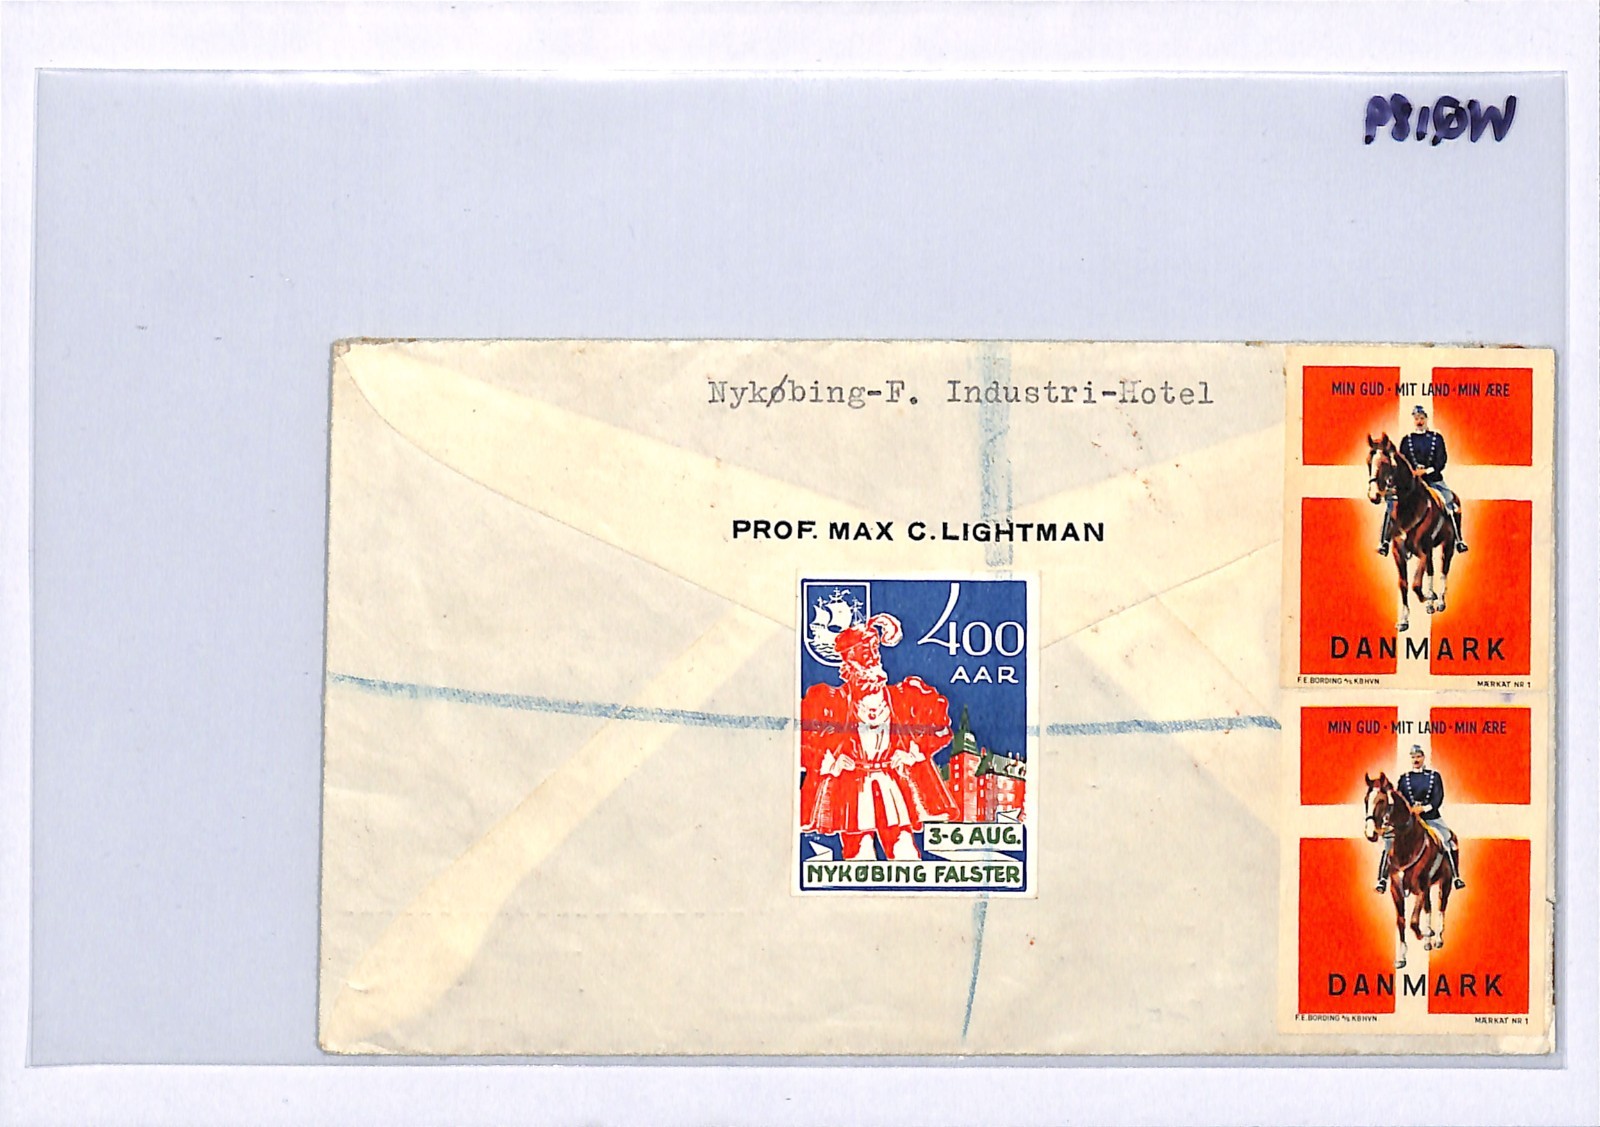 P81ØW
Nykøbing-F. Industri-Hotel
PROF. MAX C. LIGHTMAN
400
AAR
3-6 AUG.
NYKØBING FALSTER
MIN GUD · MIT LAND · MIN ÆRE
DANMARK
F.E. BORDING A/S KBHVN
MÆRKAT NR 1
MIN GUD · MIT LAND · MIN ÆRE
DANMARK
F.E. BORDING A/S KBHVN
MÆRKAT NR 1